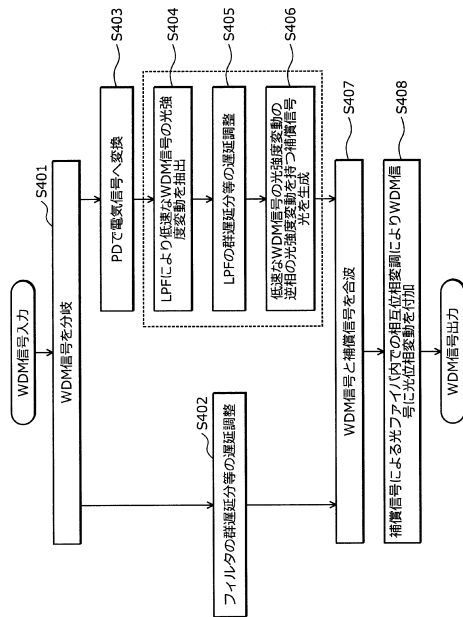 WDM信号入力
S401
WDM信号を分岐
S402
フィルタの群遅延分等の遅延調整
S403
PDで電気信号へ変換
S404
LPFにより低速なWDM信号の光強
度変動を抽出
S405
LPFの群遅延分等の遅延調整
S406
低速なWDM信号の光強度変動の
逆相の光強度変動を持つ補償信号
光を生成
S407
WDM信号と補償信号を合波
S408
補償信号による光ファイバ内での相互位相変調によりWDM信
号に光位相変動を付加
WDM信号出力